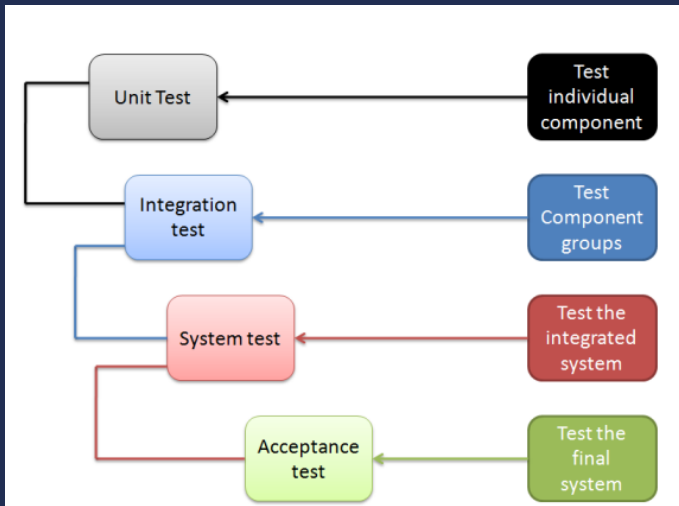 Unit Test
Test
individual
component
Integration
test
Test
Component
groups
System test
Test the
integrated
system
Acceptance
test
Test the
final
system